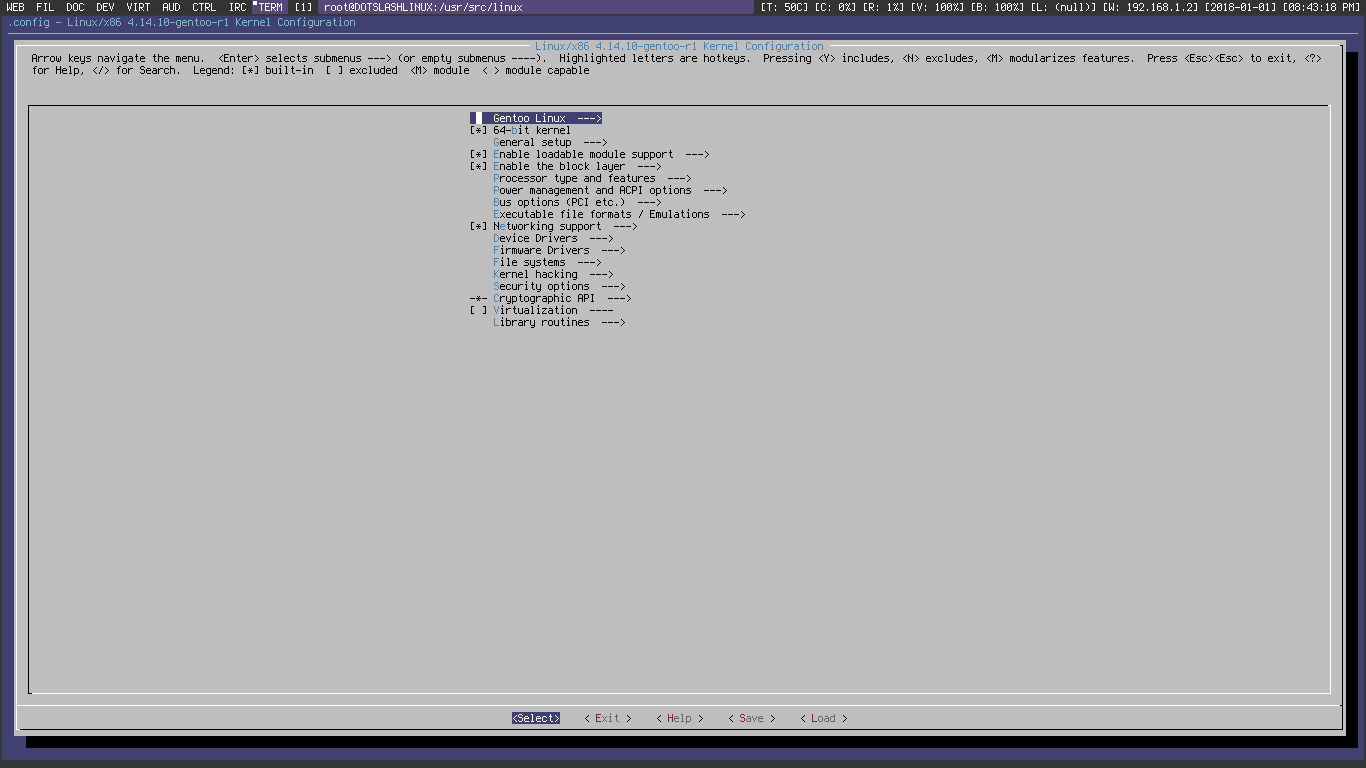 WEB FIL DOC DEV VIRT AUD CTRL IRC TERM [1] root@DOTSLASHLINUX:/usr/src/linux [T: 50C] [C: 0%] [R: 1%] [V: 100%] [B: 100%] [L: (null)] [W: 192.168.1.2] [2018-01-01] [08:43:18 PM]
.config - Linux/x86 4.14.10-gentoo-r1 Kernel Configuration
Linux/x86 4.14.10-gentoo-r1 Kernel Configuration
Arrow keys navigate the menu.  <Enter> selects submenus ---> (or empty submenus ----).  Highlighted letters are hotkeys.  Pressing <Y> includes, <N> excludes, <M> modularizes features.  Press <Esc><Esc> to exit, <?>
for Help, </> for Search.  Legend: [*] built-in  [ ] excluded  <M> module  < > module capable
Gentoo Linux  --->
[*] 64-bit kernel
General setup  --->
[*] Enable loadable module support  --->
[*] Enable the block layer  --->
Processor type and features  --->
Power management and ACPI options  --->
Bus options (PCI etc.)  --->
Executable file formats / Emulations  --->
[*] Networking support  --->
Device Drivers  --->
Firmware Drivers  --->
File systems  --->
Kernel hacking  --->
Security options  --->
-*- Cryptographic API  --->
[ ] Virtualization  ----
Library routines  --->
<Select>    < Exit >    < Help >    < Save >    < Load >